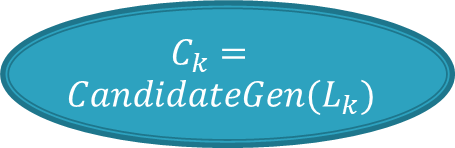 C_k =
CandidateGen(L_k)